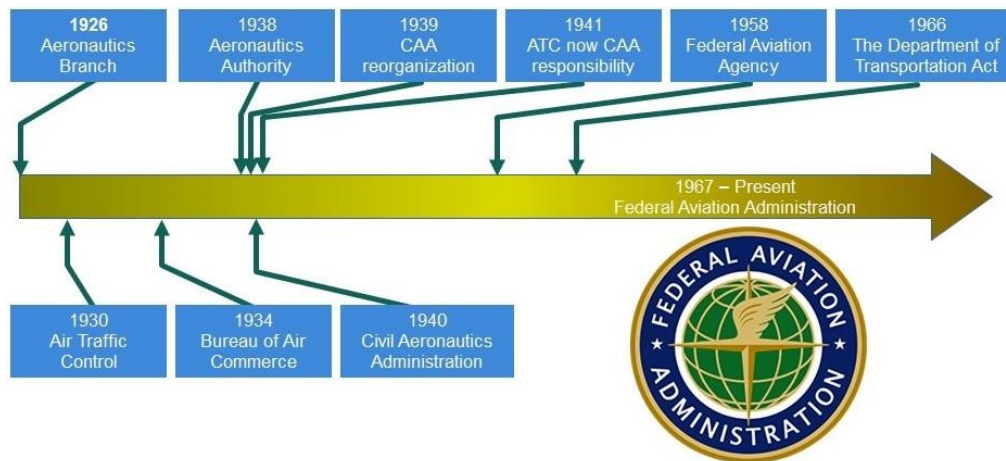 1926
Aeronautics
Branch
1938
Aeronautics
Authority
1939
CAA
reorganization
1941
ATC now CAA
responsibility
1958
Federal Aviation
Agency
1966
The Department of
Transportation Act
1967 – Present
Federal Aviation Administration
1930
Air Traffic
Control
1934
Bureau of Air
Commerce
1940
Civil Aeronautics
Administration
FEDERAL AVIATION
ADMINISTRATION